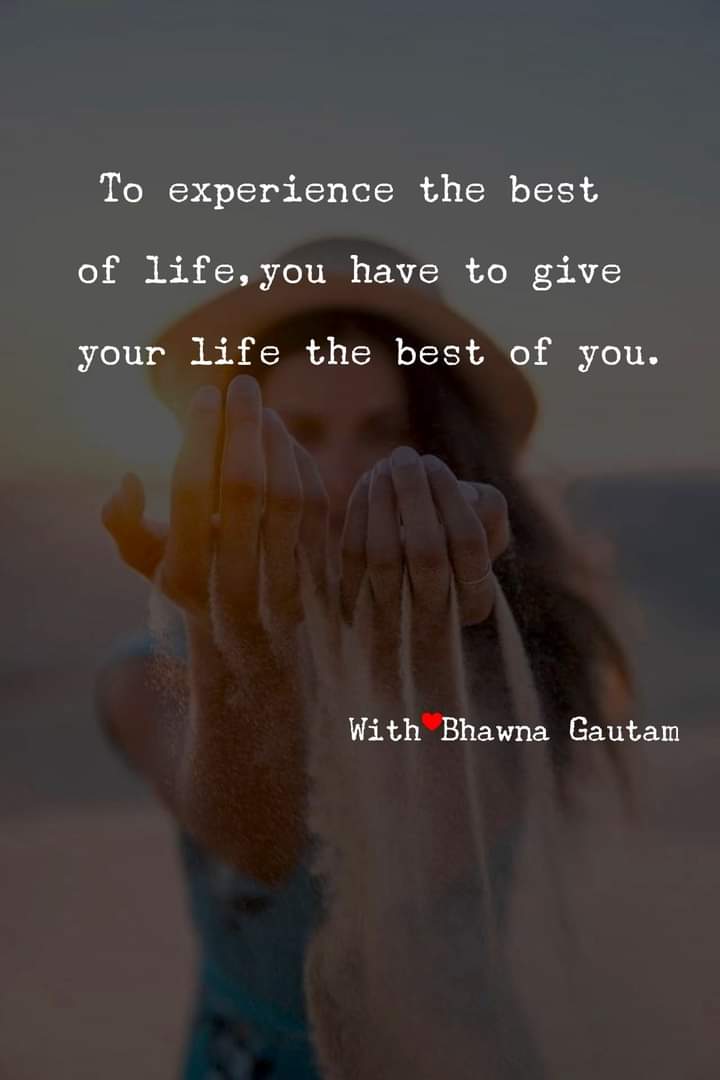 To experience the best
of life,you have to give
your life the best of you.
With❤Bhawna Gautam